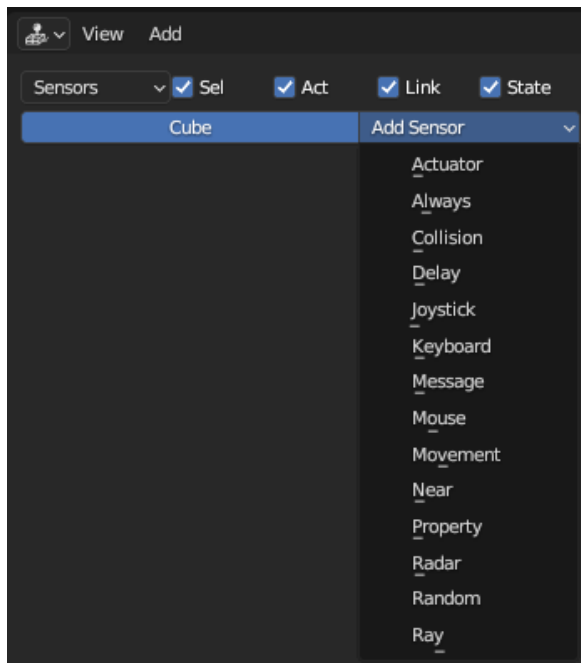 View Add
Sensors Sel Act Link State
Cube Add Sensor
Actuator
Always
Collision
Delay
Joystick
Keyboard
Message
Mouse
Movement
Near
Property
Radar
Random
Ray